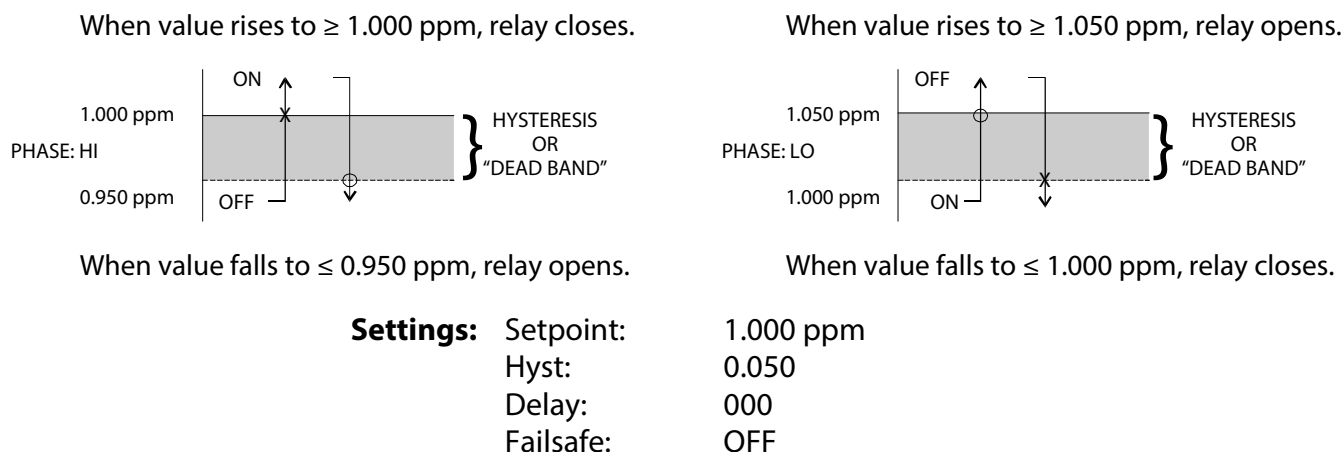 When value rises to ≥ 1.000 ppm, relay closes.
ON
1.000 ppm
PHASE: HI
0.950 ppm
OFF
HYSTERESIS
OR
"DEAD BAND"
When value falls to ≤ 0.950 ppm, relay opens.
When value rises to ≥ 1.050 ppm, relay opens.
OFF
1.050 ppm
PHASE: LO
1.000 ppm
ON
HYSTERESIS
OR
"DEAD BAND"
When value falls to ≤ 1.000 ppm, relay closes.
Settings: Setpoint: 1.000 ppm
Hyst: 0.050
Delay: 000
Failsafe: OFF